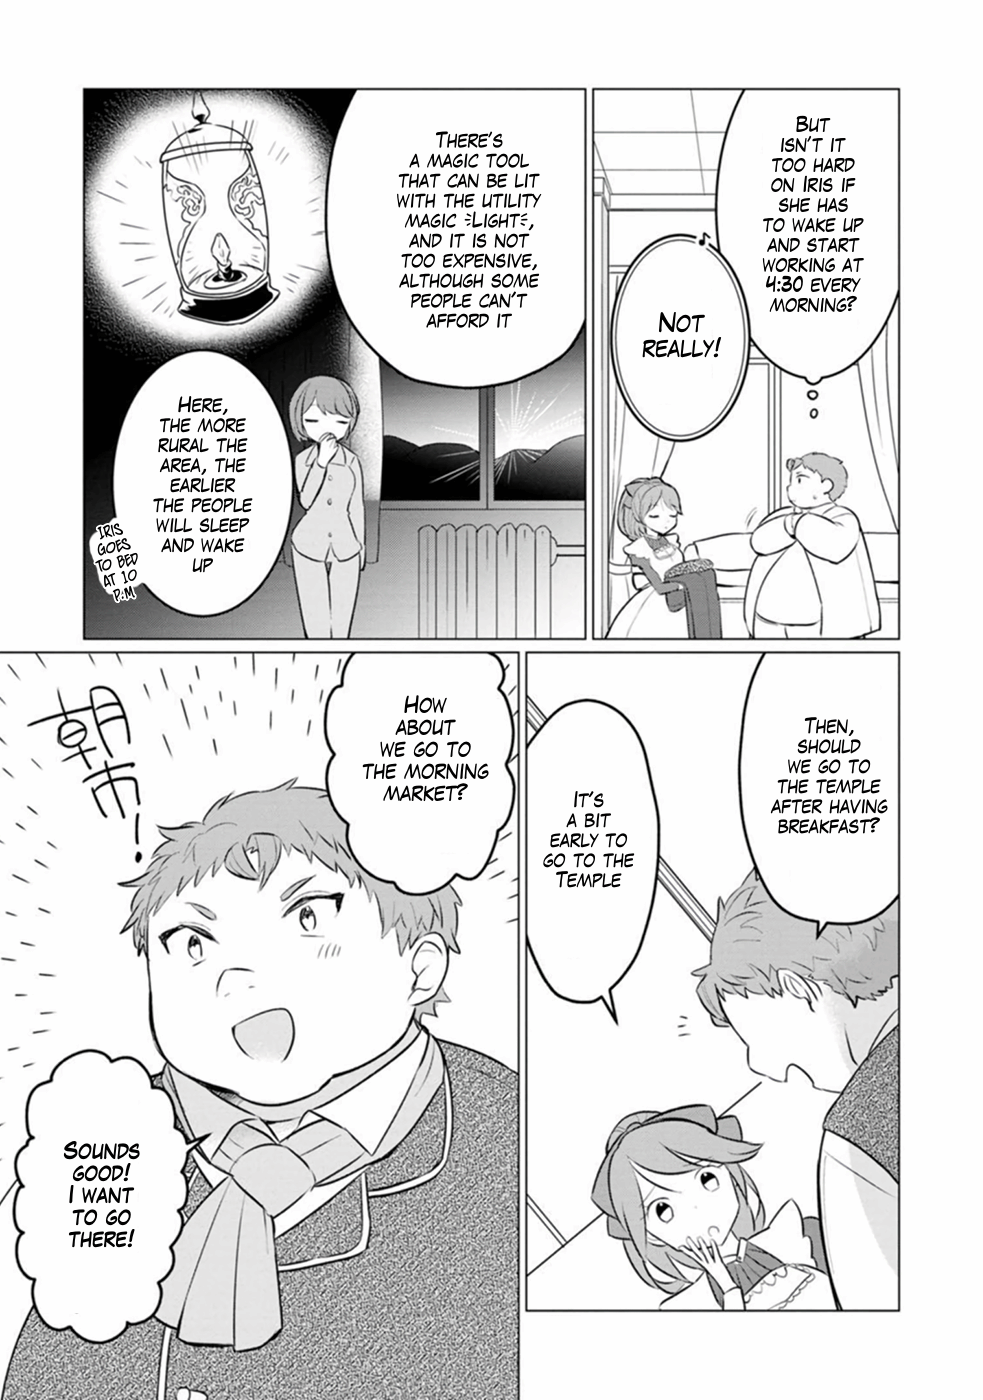 BUT
ISN'T IT
TOO HARD
ON IRIS IF
SHE HAS
TO WAKE UP
AND START
WORKING AT
4:30 EVERY
MORNING?
NOT
REALLY!
THERE'S
A MAGIC TOOL
THAT CAN BE LIT
WITH THE UTILITY
MAGIC LIGHT,
AND IT IS NOT
TOO EXPENSIVE,
ALTHOUGH SOME
PEOPLE CAN'T
AFFORD IT
HERE,
THE MORE
RURAL THE
AREA, THE
EARLIER
THE PEOPLE
WILL SLEEP
AND WAKE
UP
IRIS
GOES
TO BED
AT 10
P.M
THEN,
SHOULD
WE GO TO
THE TEMPLE
AFTER HAVING
BREAKFAST?
IT'S
A BIT
EARLY TO
GO TO THE
TEMPLE
HOW
ABOUT
WE GO TO
THE MORNING
MARKET?
朝市!
SOUNDS
GOOD!
I WANT
TO GO
THERE!